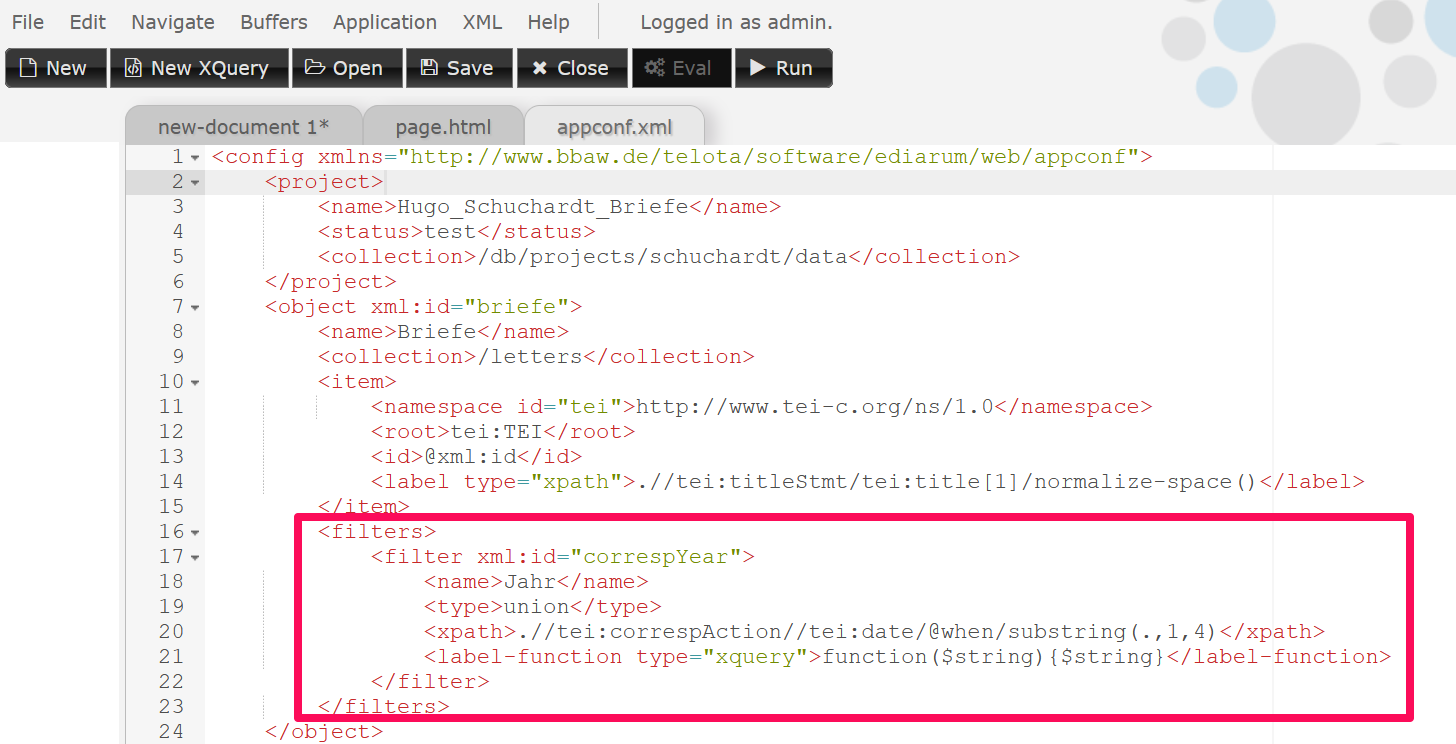 File Edit Navigate Buffers Application XML Help Logged in as admin.
New New XQuery Open Save Close Eval Run
new-document 1* page.html appconf.xml
1 <config xmlns="http://www.bbaw.de/telota/software/ediarum/web/appconf">
2 <project>
3 <name>Hugo_Schuchardt_Briefe</name>
4 <status>test</status>
5 <collection>/db/projects/schuchardt/data</collection>
6 </project>
7 <object xml:id="briefe">
8 <name>Briefe</name>
9 <collection>/letters</collection>
10 <item>
11 <namespace id="tei">http://www.tei-c.org/ns/1.0</namespace>
12 <root>tei:TEI</root>
13 <id>@xml:id</id>
14 <label type="xpath">.//tei:titleStmt/tei:title[1]/normalize-space()</label>
15 </item>
16 <filters>
17 <filter xml:id="correspYear">
18 <name>Jahr</name>
19 <type>union</type>
20 <xpath>.//tei:correspAction//tei:date/@when/substring(.,1,4)</xpath>
21 <label-function type="xquery">function($string){$string}</label-function>
22 </filter>
23 </filters>
24 </object>